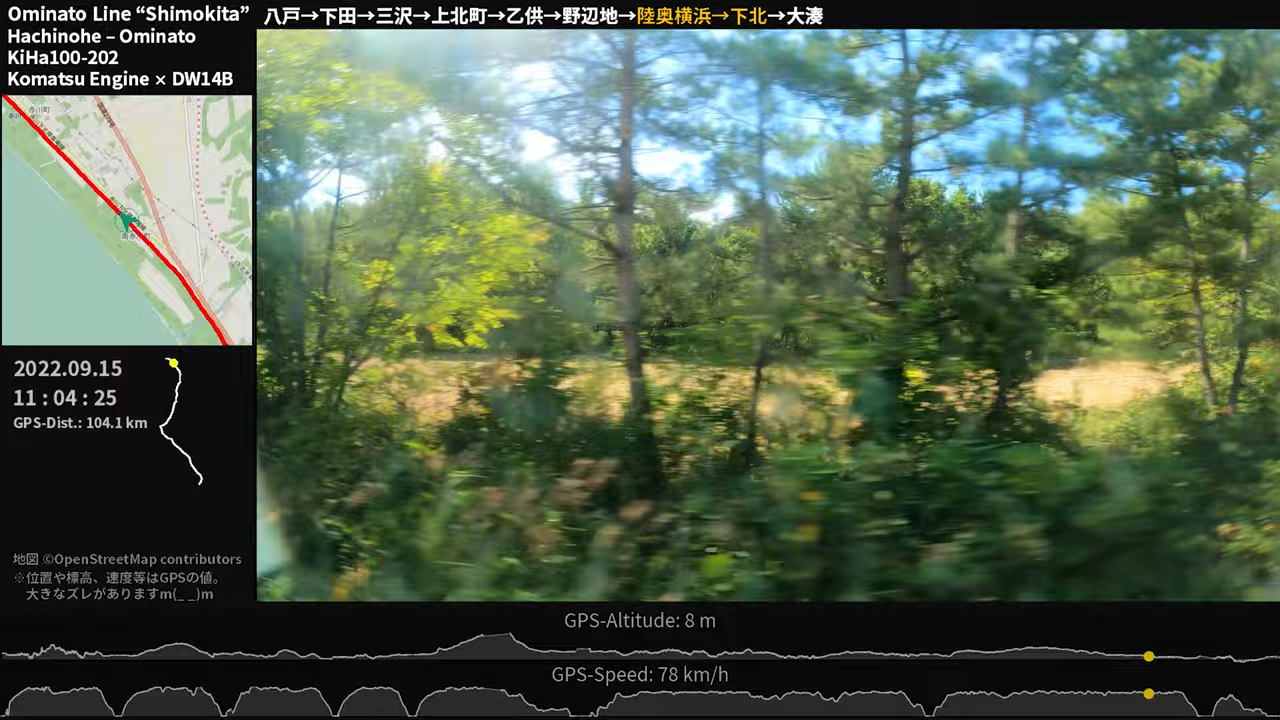 Ominato Line “Shimokita”
Hachinohe – Ominato
KiHa100-202
Komatsu Engine × DW14B
八戸→下田→三沢→上北町→乙供→野辺地→陸奥横浜→下北→大湊
赤川町
2022.09.15
11 : 04 : 25
GPS-Dist.: 104.1 km
地図 ©OpenStreetMap contributors
※位置や標高、速度等はGPSの値。
大きなズレがありますm(_ _)m
GPS-Altitude: 8 m
GPS-Speed: 78 km/h